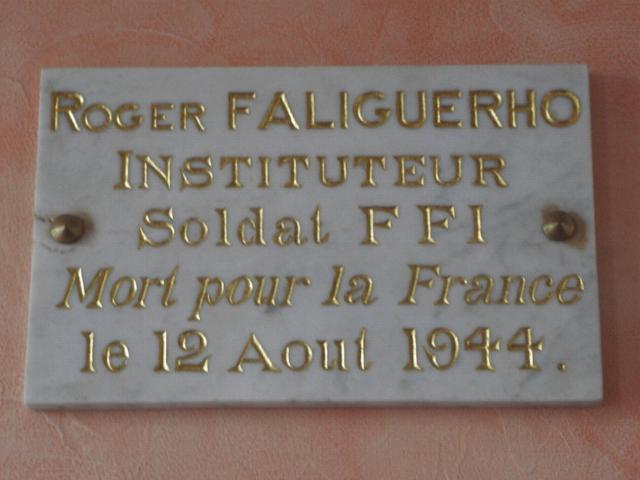 ROGER FALIGUERHO
INSTITUTEUR
Soldat FFI
Mort pour la France
le 12 Aout 1944.